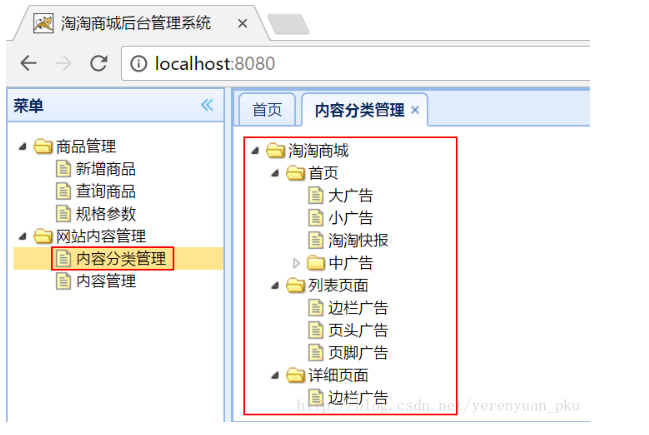 淘淘商城后台管理系统
localhost:8080
菜单
首页
内容分类管理
商品管理
新增商品
查询商品
规格参数
网站内容管理
内容分类管理
内容管理
淘淘商城
首页
大广告
小广告
淘淘快报
中广告
列表页面
边栏广告
页头广告
页脚广告
详细页面
边栏广告
http://blog.csdn.net/yerenyuan_pku